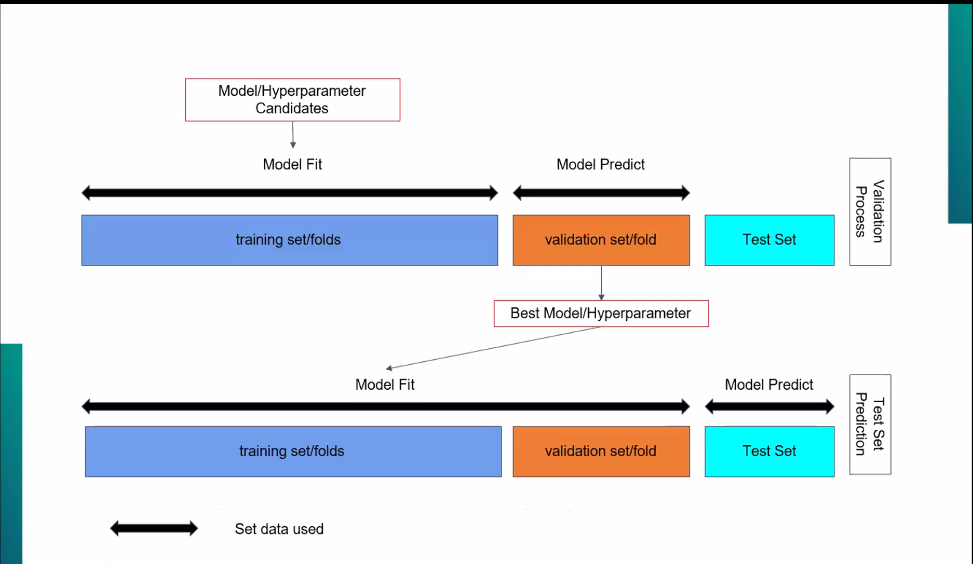 Model/Hyperparameter
Candidates
Model Fit
Model Predict
training set/folds
validation set/fold
Test Set
Validation
Process
Best Model/Hyperparameter
Model Fit
Model Predict
training set/folds
validation set/fold
Test Set
Test Set
Prediction
Set data used